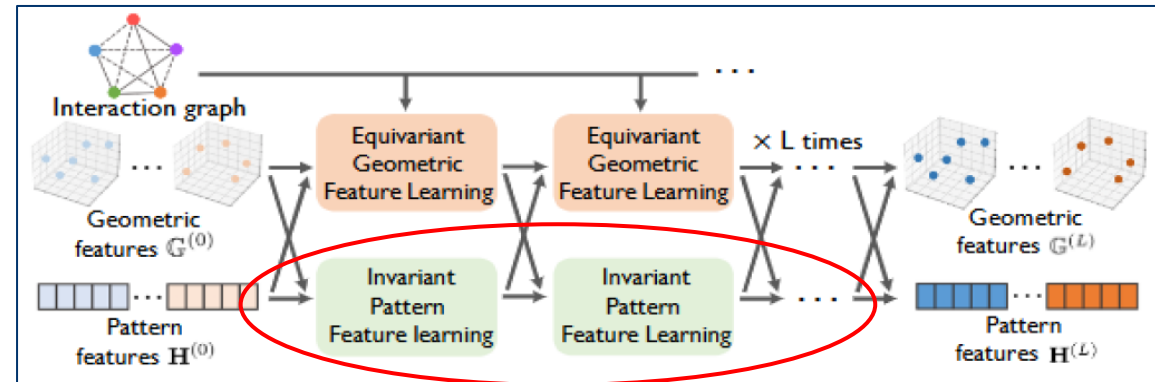 Interaction graph
. . .
Equivariant
Geometric
Feature Learning
Equivariant
Geometric
Feature Learning
× L times
. . .
. . .
. . .
. . .
Geometric
features 𝔾^(0)
Geometric
features 𝔾^(L)
Invariant
Pattern
Feature learning
Invariant
Pattern
Feature Learning
. . .
. . .
. . .
Pattern
features H^(0)
Pattern
features H^(L)